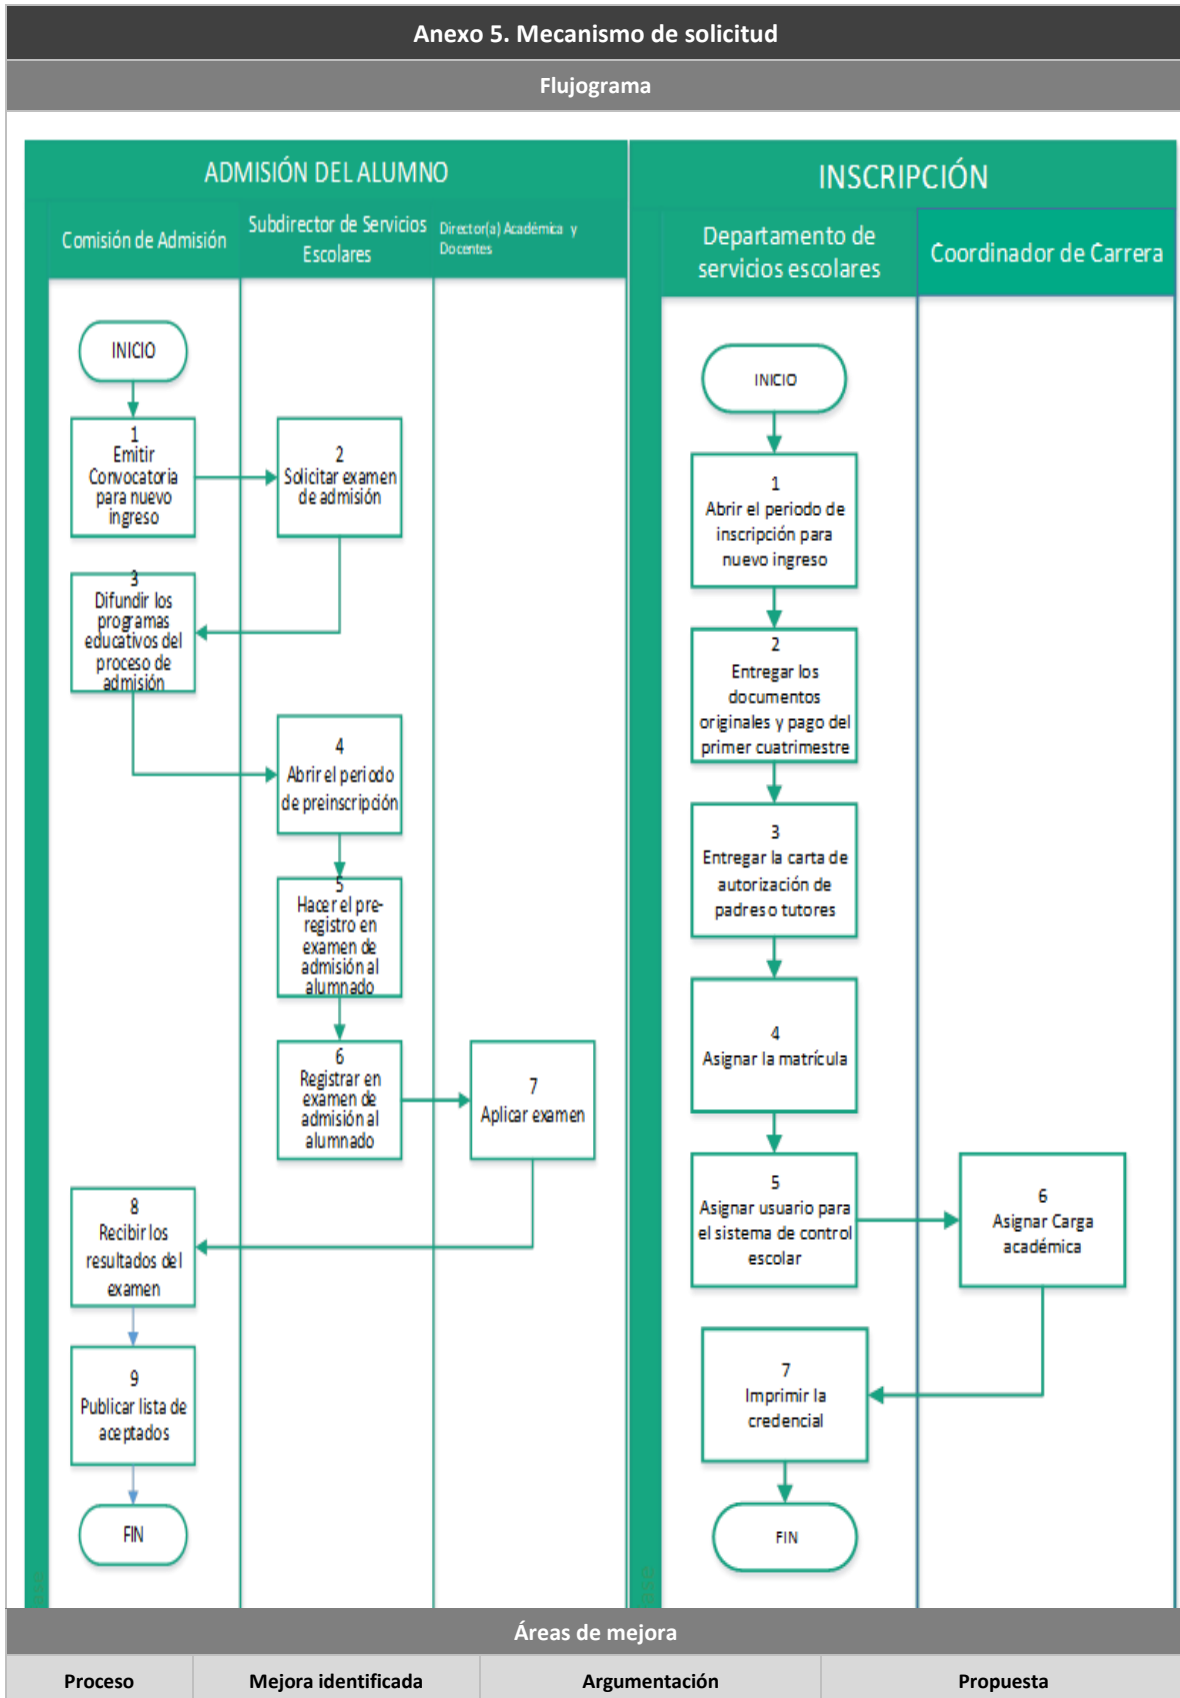 Anexo 5. Mecanismo de solicitud
Flujograma
ADMISIÓN DEL ALUMNO
Comisión de Admisión
Subdirector de Servicios
Escolares
Director(a) Académica y
Docentes
INICIO
1
Emitir
Convocatoria
para nuevo
ingreso
2
Solicitar examen
de admisión
3
Difundir los
programas
educativos del
proceso de
admisión
4
Abrir el periodo
de preinscripción
5
Hacer el pre-
registro en
examen de
admisión al
alumnado
6
Registrar en
examen de
admisión al
alumnado
7
Aplicar examen
8
Recibir los
resultados del
examen
9
Publicar lista de
aceptados
FIN
INSCRIPCIÓN
Departamento de
servicios escolares
Coordinador de Carrera
INICIO
1
Abrir el periodo de
inscripción para
nuevo ingreso
2
Entregar los
documentos
originales y pago del
primer cuatrimestre
3
Entregar la carta de
autorización de
padres o tutores
4
Asignar la matrícula
5
Asignar usuario para
el sistema de control
escolar
6
Asignar Carga
académica
7
Imprimir la
credencial
FIN
Áreas de mejora
Proceso
Mejora identificada
Argumentación
Propuesta